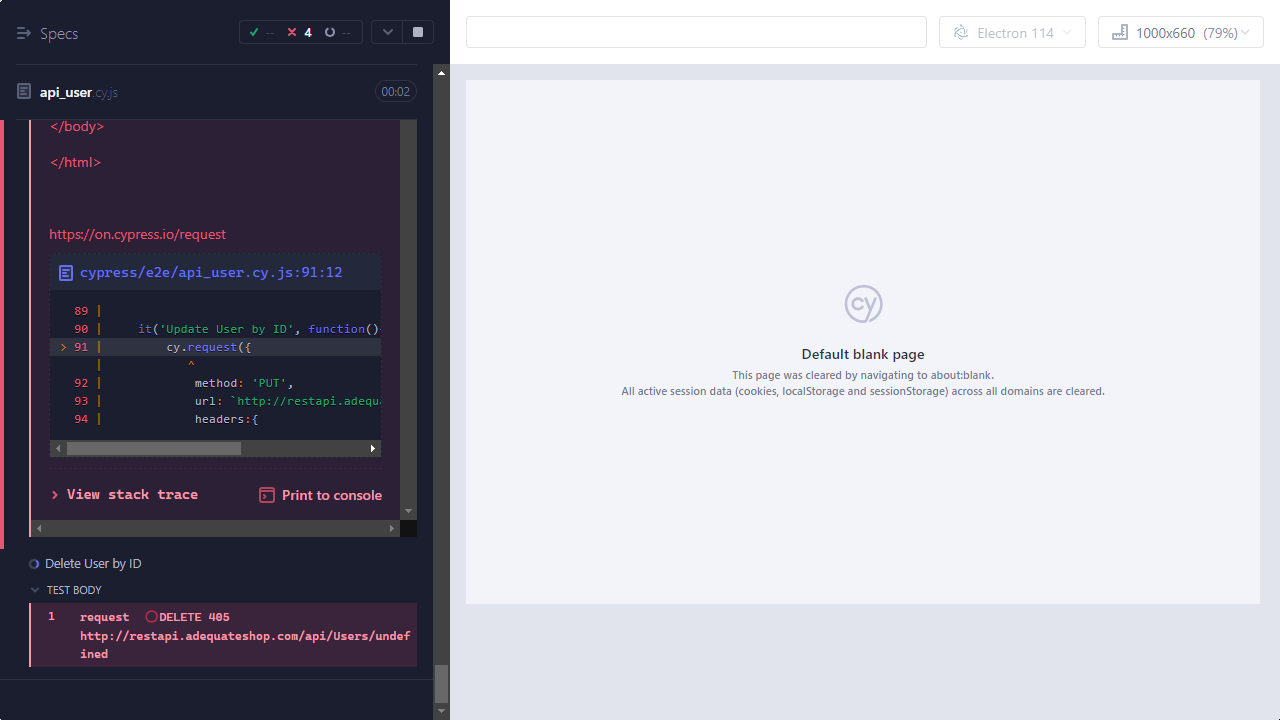 Specs
--
4
--
Electron 114
1000x660 (79%)
api_user.cy.js
00:02
</body>
</html>
https://on.cypress.io/request
cypress/e2e/api_user.cy.js:91:12
89 |
90 | it('Update User by ID', function()
> 91 | cy.request({
| ^
92 | method: 'PUT',
93 | url: `http://restapi.adequa
94 | headers:{
> View stack trace
Print to console
Delete User by ID
TEST BODY
1 request DELETE 405
http://restapi.adequateshop.com/api/Users/undef
ined
cy
Default blank page
This page was cleared by navigating to about:blank.
All active session data (cookies, localStorage and sessionStorage) across all domains are cleared.